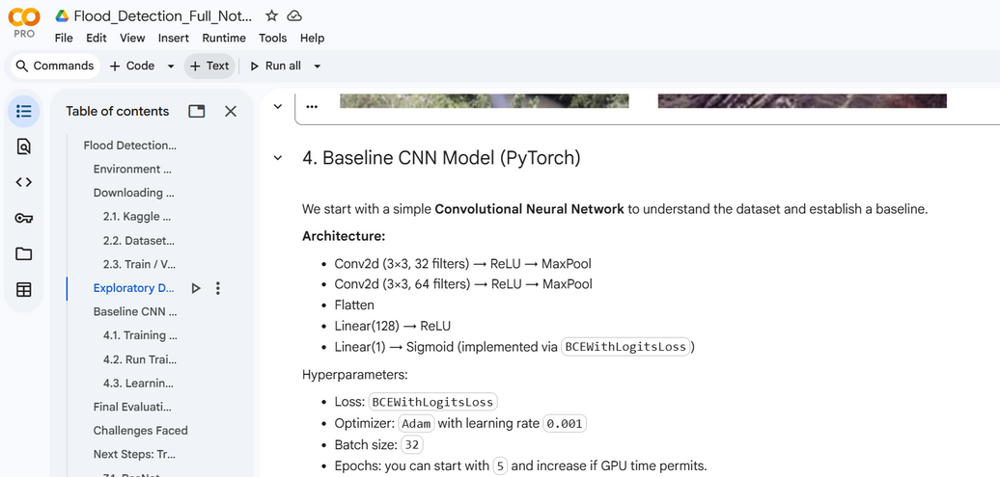 Flood_Detection_Full_Not...
PRO
File Edit View Insert Runtime Tools Help
Commands + Code + Text Run all
Table of contents
Flood Detection...
Environment ...
Downloading ...
2.1. Kaggle ...
2.2. Dataset...
2.3. Train / V...
Exploratory D...
Baseline CNN ...
4.1. Training ...
4.2. Run Trai...
4.3. Learnin...
Final Evaluati...
Challenges Faced
Next Steps: Tr...
7.1. ResNet
4. Baseline CNN Model (PyTorch)
We start with a simple Convolutional Neural Network to understand the dataset and establish a baseline.
Architecture:
• Conv2d (3×3, 32 filters) → ReLU → MaxPool
• Conv2d (3×3, 64 filters) → ReLU → MaxPool
• Flatten
• Linear(128) → ReLU
• Linear(1) → Sigmoid (implemented via BCEWithLogitsLoss)
Hyperparameters:
• Loss: BCEWithLogitsLoss
• Optimizer: Adam with learning rate 0.001
• Batch size: 32
• Epochs: you can start with 5 and increase if GPU time permits.